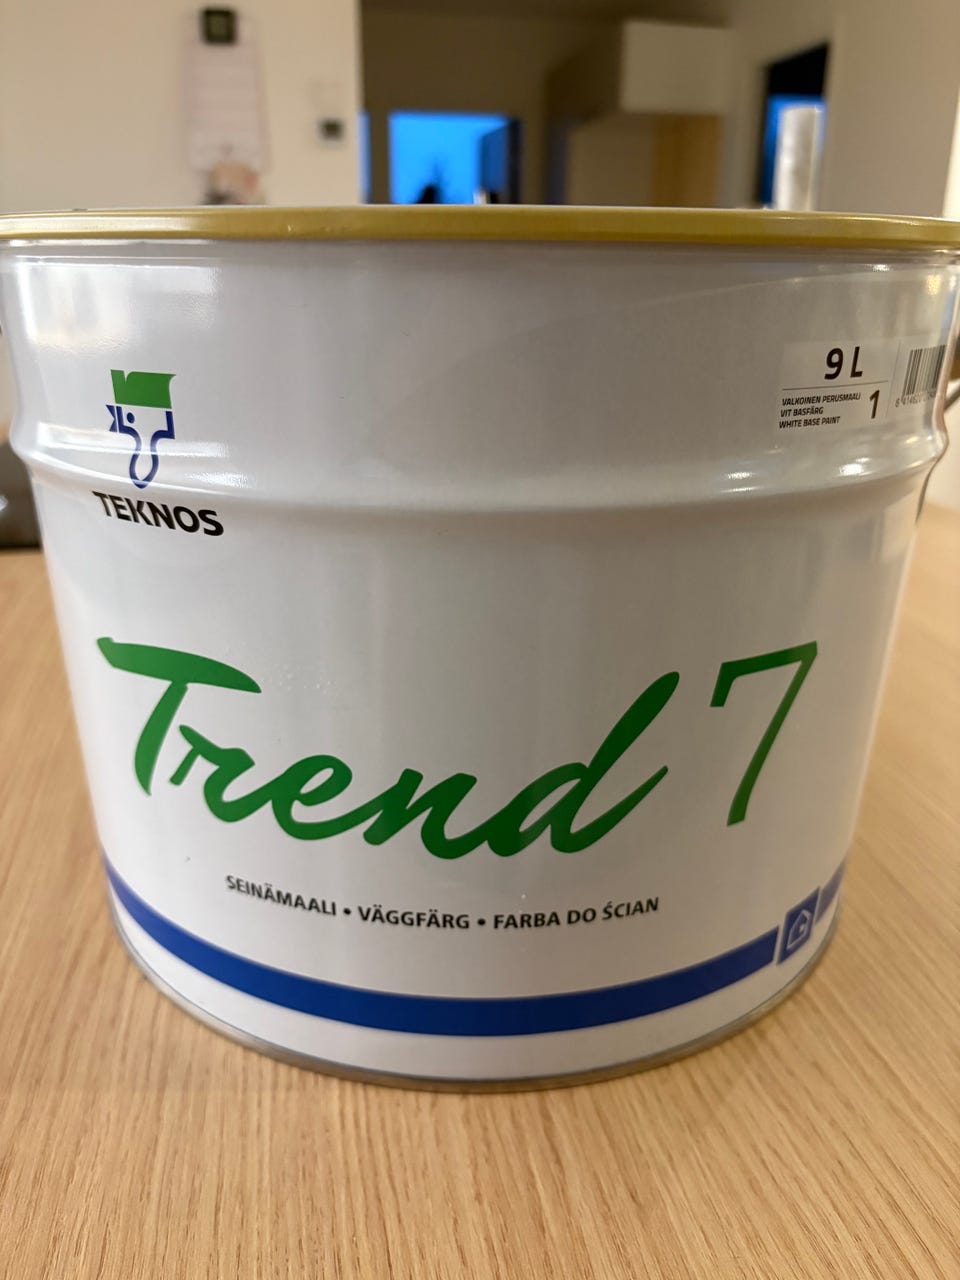 9 L
VALKOINEN PERUSMAALI
VIT BASFÄRG
WHITE BASE PAINT
1
TEKNOS
Trend 7
SEINÄMAALI • VÄGGFÄRG • FARBA DO ŚCIAN